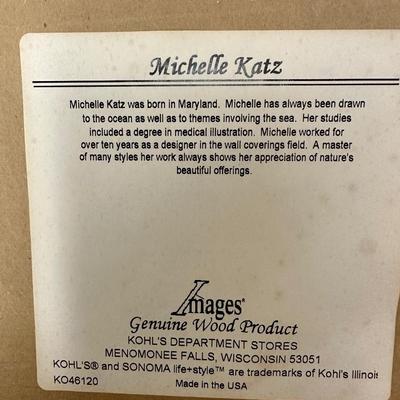 Michelle Katz
Michelle Katz was born in Maryland. Michelle has always been drawn
to the ocean as well as to themes involving the sea. Her studies
included a degree in medical illustration. Michelle worked for
over ten years as a designer in the wall coverings field. A master
of many styles her work always shows her appreciation of nature's
beautiful offerings.
Images®
Genuine Wood Product
KOHL'S DEPARTMENT STORES
MENOMONEE FALLS, WISCONSIN 53051
KOHL'S® and SONOMA life+style™ are trademarks of Kohl's Illinois
KO46120
Made in the USA